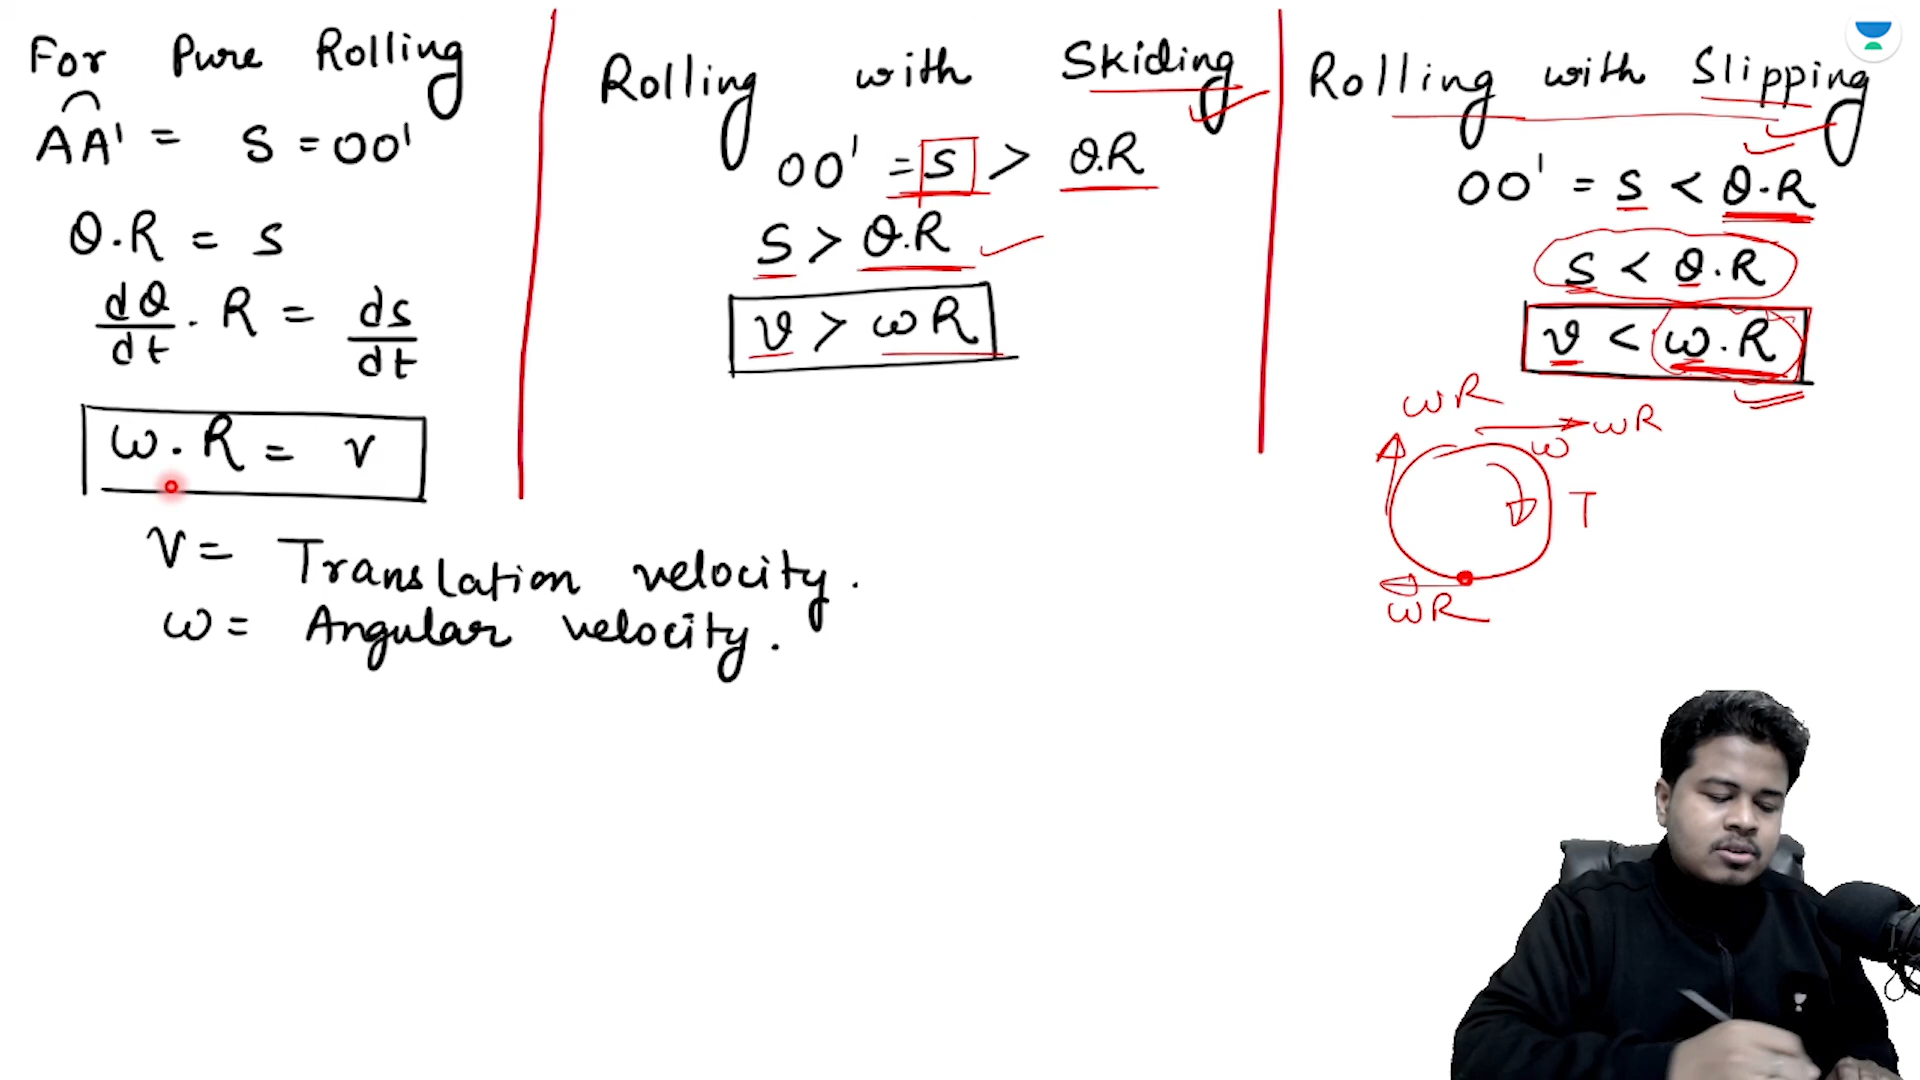 For Pure Rolling
AA' = S = OO'
θ.R = S
dθ/dt . R = ds/dt
ω . R = v
v = Translation velocity.
ω = Angular velocity.
Rolling with Skiding
OO' = S > θ.R
S > θ.R
v > ωR
Rolling with Slipping
OO' = S < θ.R
S < θ.R
v < ω.R
ωR
ωR
ω
T
ωR